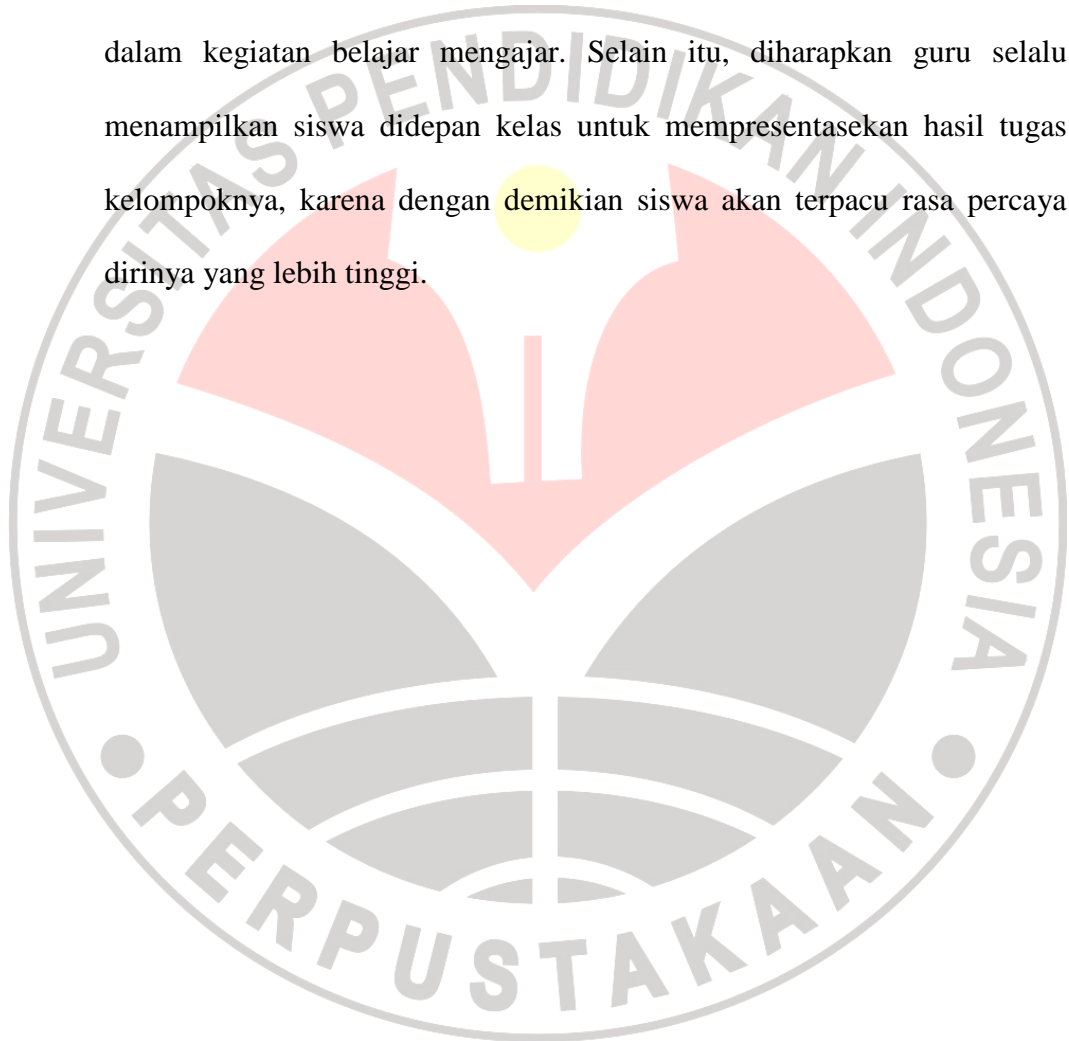 dalam kegiatan belajar mengajar. Selain itu, diharapkan guru selalu
menampilkan siswa didepan kelas untuk mempresentasekan hasil tugas
kelompoknya, karena dengan demikian siswa akan terpacu rasa percaya
dirinya yang lebih tinggi.
UNIVERSITAS PENDIDIKAN INDONESIA
PERPUSTAKAAN